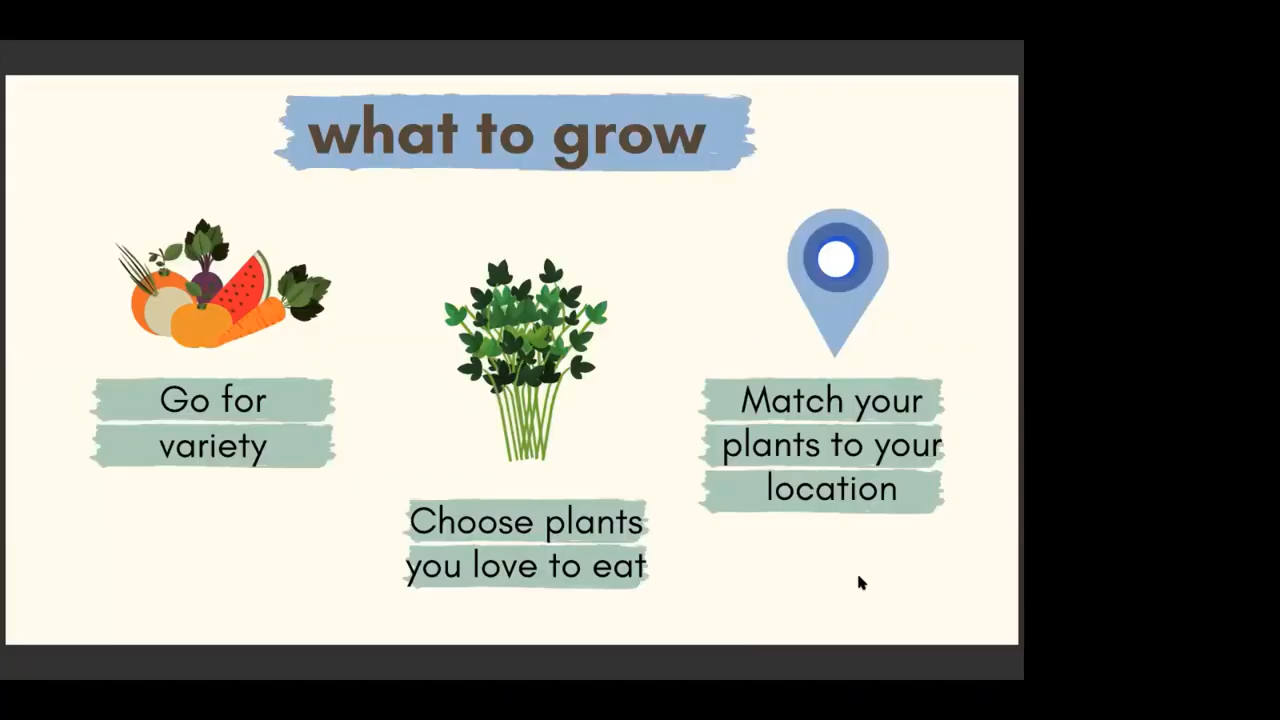 what to grow
Go for
variety
Choose plants
you love to eat
Match your
plants to your
location